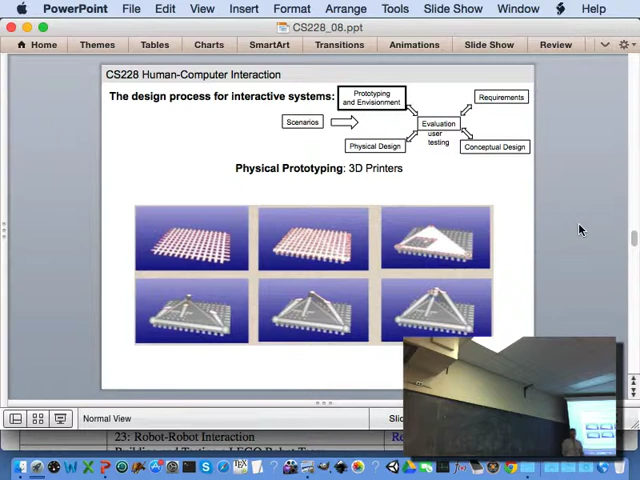 PowerPoint File Edit View Insert Format Arrange Tools Slide Show Window Help
CS228_08.ppt
Home Themes Tables Charts SmartArt Transitions Animations Slide Show Review
CS228 Human-Computer Interaction
The design process for interactive systems:
Prototyping
and Envisionment
Requirements
Scenarios
Evaluation
user
testing
Physical Design
Conceptual Design
Physical Prototyping: 3D Printers
Normal View
23: Robot-Robot Interaction